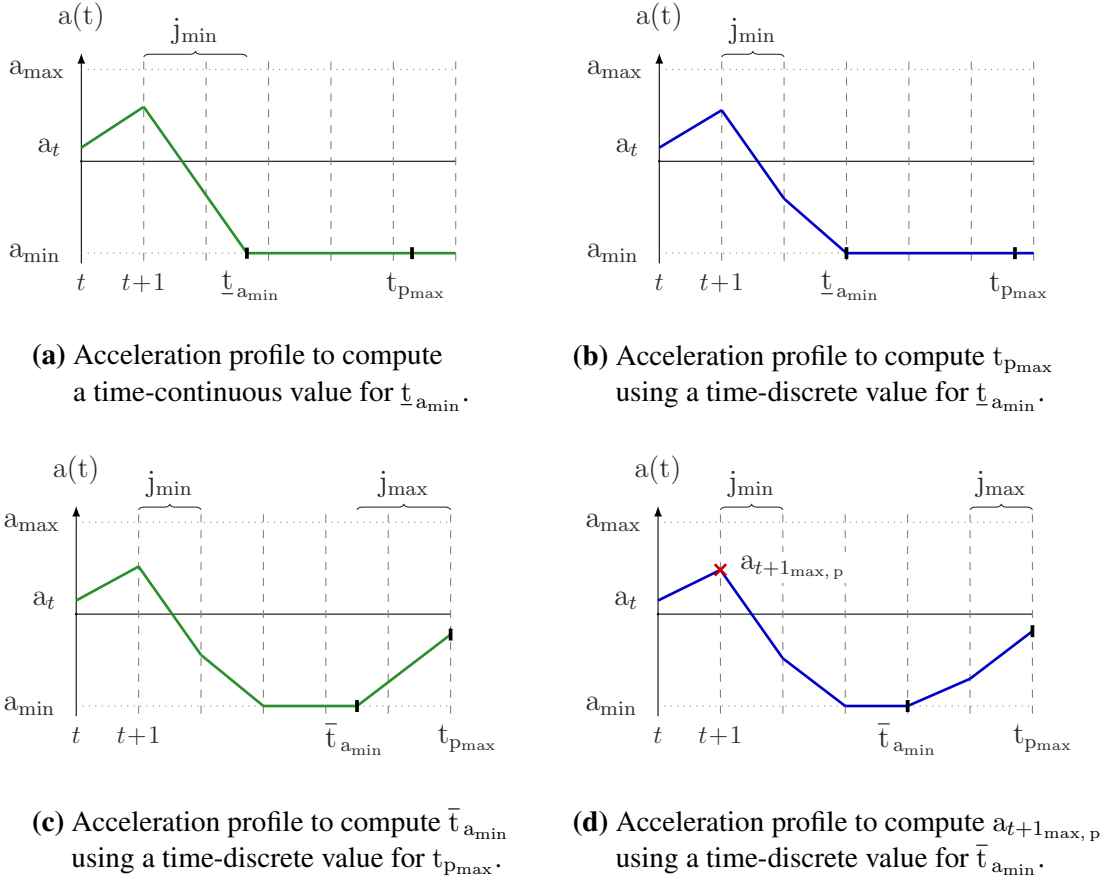 a(t)
j_min
a_max
a_t
a_min
t
t+1
t̲_a_min
t_p_max
(a) Acceleration profile to compute
a time-continuous value for t̲_a_min.
a(t)
j_min
a_max
a_t
a_min
t
t+1
t̲_a_min
t_p_max
(b) Acceleration profile to compute t_p_max
using a time-discrete value for t̲_a_min.
a(t)
j_min
j_max
a_max
a_t
a_min
t
t+1
t̅_a_min
t_p_max
(c) Acceleration profile to compute t̅_a_min
using a time-discrete value for t_p_max.
a(t)
j_min
j_max
a_max
a_t+1_max, p
a_t
a_min
t
t+1
t̅_a_min
t_p_max
(d) Acceleration profile to compute a_t+1_max, p
using a time-discrete value for t̅_a_min.